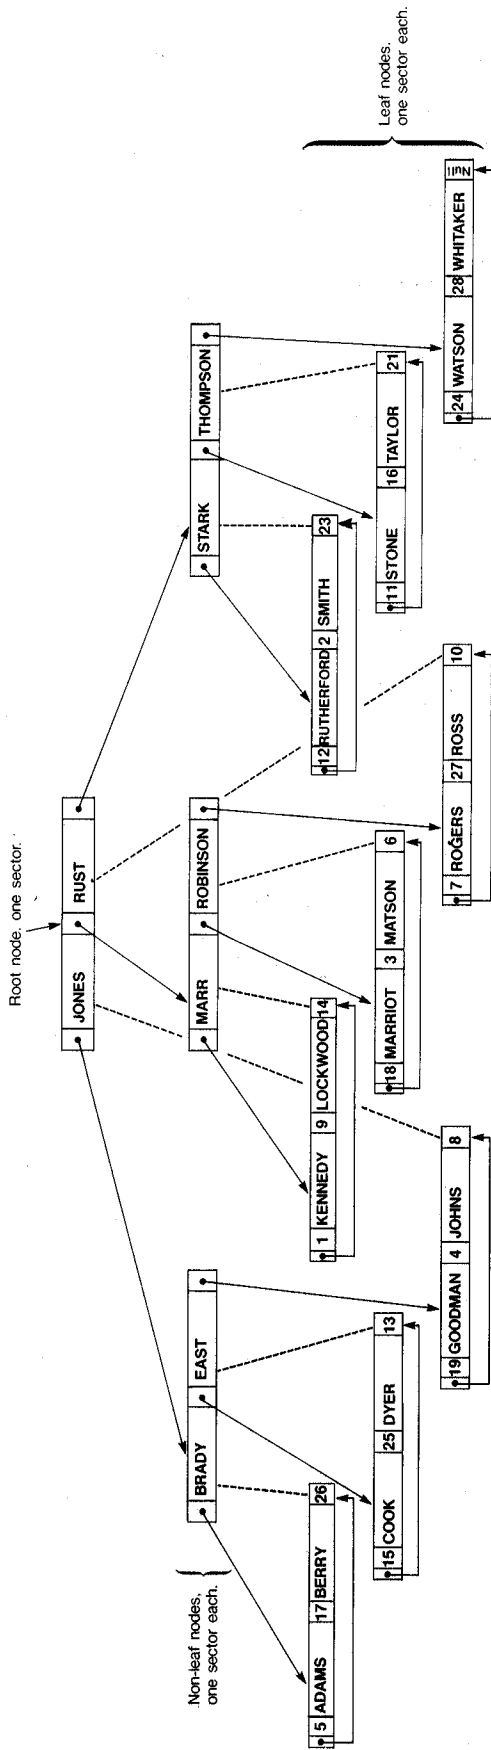 Root node. one sector.
JONES RUST
BRADY EAST
MARR ROBINSON
STARK THOMPSON
Non-leaf nodes,
one sector each.
Leaf nodes.
one sector each.
5 ADAMS 17 BERRY 26
1 KENNEDY 9 LOCKWOOD 14
12 RUTHERFORD 2 SMITH 23
15 COOK 25 DYER 13
18 MARRIOT 3 MATSON 6
11 STONE 16 TAYLOR 21
19 GOODMAN 4 JOHNS 8
7 ROGERS 27 ROSS 10
24 WATSON 28 WHITAKER